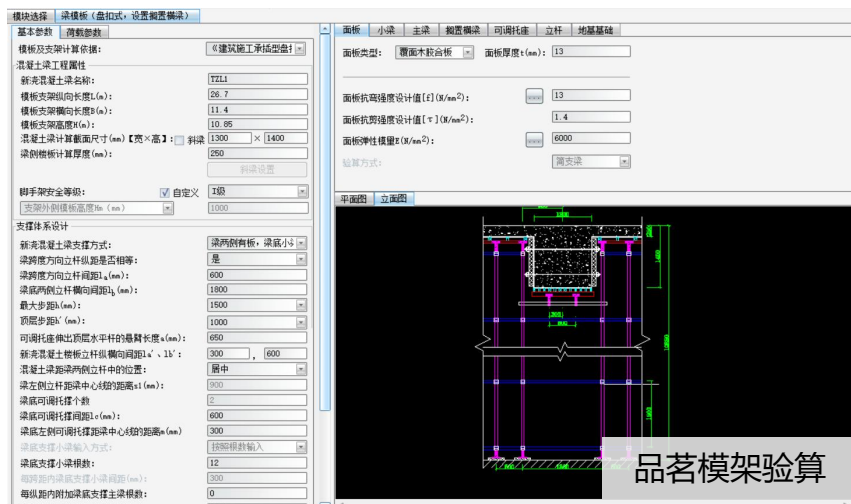 模块选择 梁模板（盘扣式，设置搁置横梁）
基本参数 荷载参数
模板及支架计算依据： 《建筑施工承插型盘扣
混凝土梁工程属性
新浇混凝土梁名称： TZL1
模板支架纵向长度L(m)： 26.7
模板支架横向长度B(m)： 11.4
模板支架高度H(m)： 10.85
混凝土梁计算截面尺寸(mm)【宽×高】： 斜梁 1300 × 1400
梁侧楼板计算厚度(mm)： 250
斜梁设置
脚手架安全等级： 自定义 I级
支架外侧模板高度Hm (mm) 1000
支撑体系设计
新浇混凝土梁支撑方式： 梁两侧有板，梁底小
梁跨度方向立杆纵距是否相等： 是
梁跨度方向立杆间距la(mm)： 600
梁底两侧立杆横向间距lb(mm)： 1800
最大步距h(mm)： 1500
顶层步距h´(mm)： 1000
可调托座伸出顶层水平杆的悬臂长度a(mm)： 650
新浇混凝土楼板立杆纵横向间距la´、lb´： 300 , 600
混凝土梁距梁两侧立杆中的位置： 居中
梁左侧立杆距梁中心线的距离s1(mm)： 900
梁底可调托撑个数 2
梁底可调托撑间距lc(mm)： 600
梁底左侧可调托撑距梁中心线的距离m(mm) 300
梁底支撑小梁输入方式： 按照根数输入
梁底支撑小梁根数： 12
每跨距内梁底支撑小梁间距(mm)： 300
每纵距内附加梁底支撑主梁根数： 0
面板 小梁 主梁 搁置横梁 可调托座 立杆 地基基础
面板类型： 覆面木胶合板 面板厚度t(mm)： 13
面板抗弯强度设计值[f](N/mm2)： 13
面板抗剪强度设计值[τ](N/mm2)： 1.4
面板弹性模量E(N/mm2)： 6000
验算方式： 简支梁
平面图 立面图
1300
1400
300
600
品茗模架验算